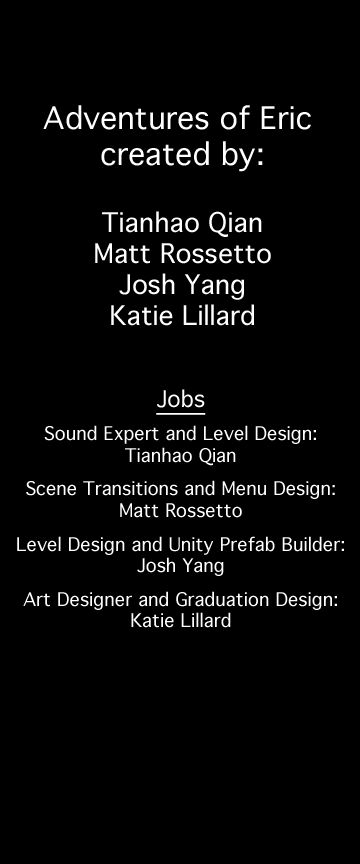 Adventures of Eric
created by:
Tianhao Qian
Matt Rossetto
Josh Yang
Katie Lillard
Jobs
Sound Expert and Level Design:
Tianhao Qian
Scene Transitions and Menu Design:
Matt Rossetto
Level Design and Unity Prefab Builder:
Josh Yang
Art Designer and Graduation Design:
Katie Lillard